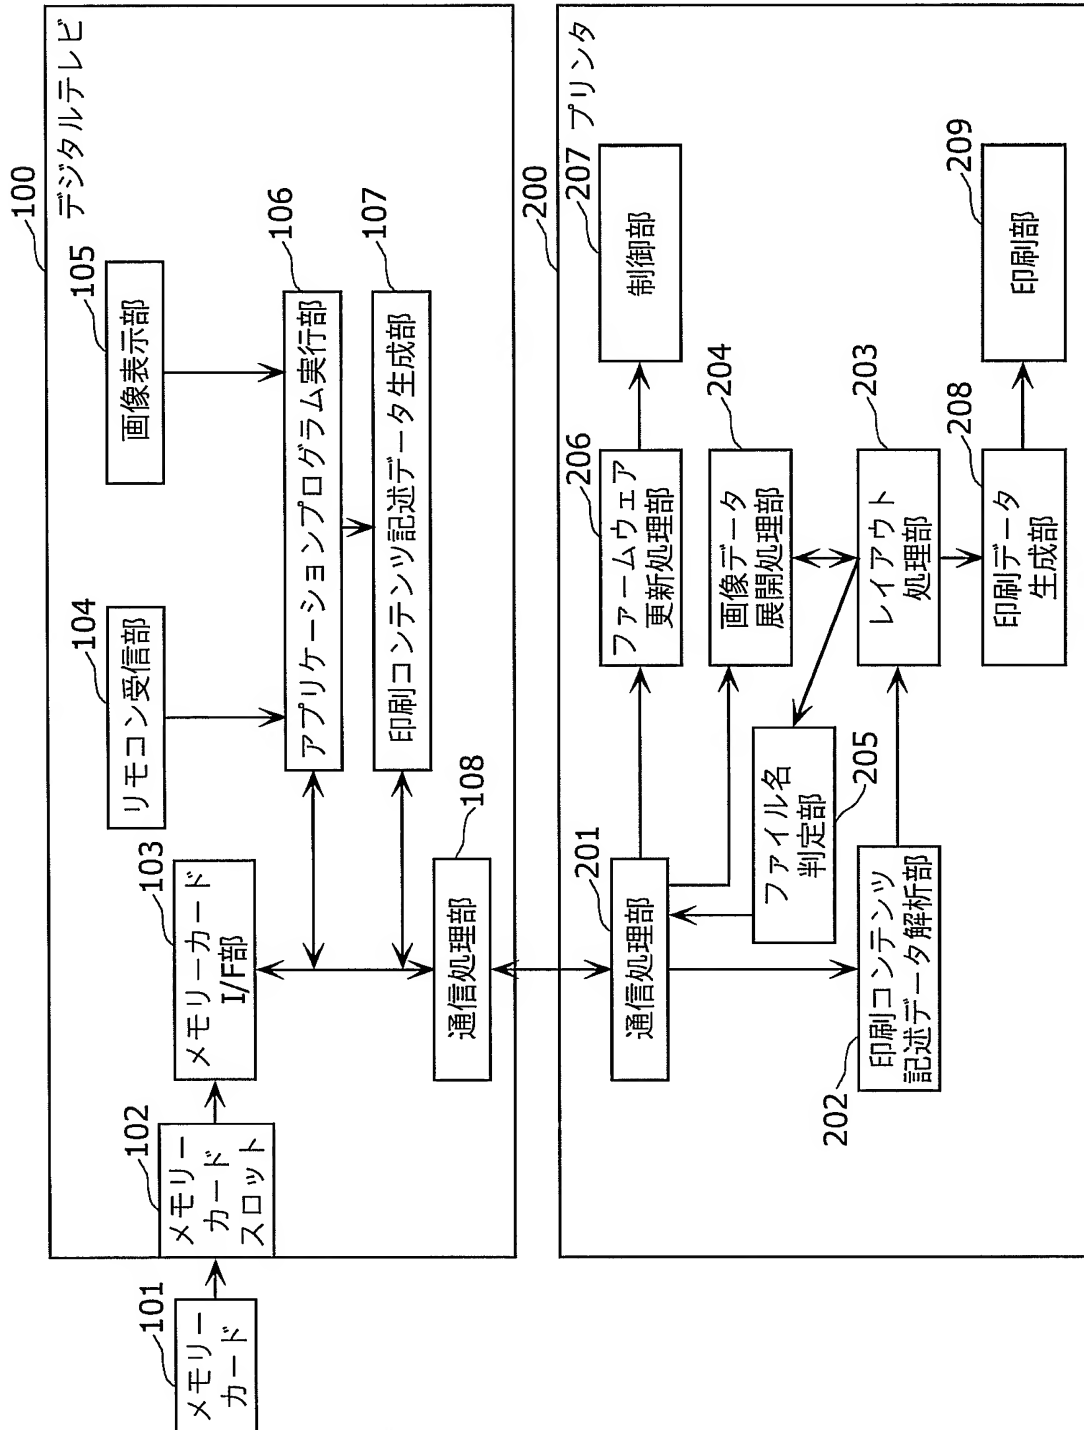 100
デジタルテレビ
101
メモリー
カード
102
メモリー
カード
スロット
103
メモリーカード
I/F部
104
リモコン受信部
105
画像表示部
106
アプリケーションプログラム実行部
107
印刷コンテンツ記述データ生成部
108
通信処理部
200
プリンタ
201
通信処理部
202
印刷コンテンツ
記述データ解析部
205
ファイル名
判定部
206
ファームウェア
更新処理部
207
制御部
204
画像データ
展開処理部
203
レイアウト
処理部
208
印刷データ
生成部
209
印刷部